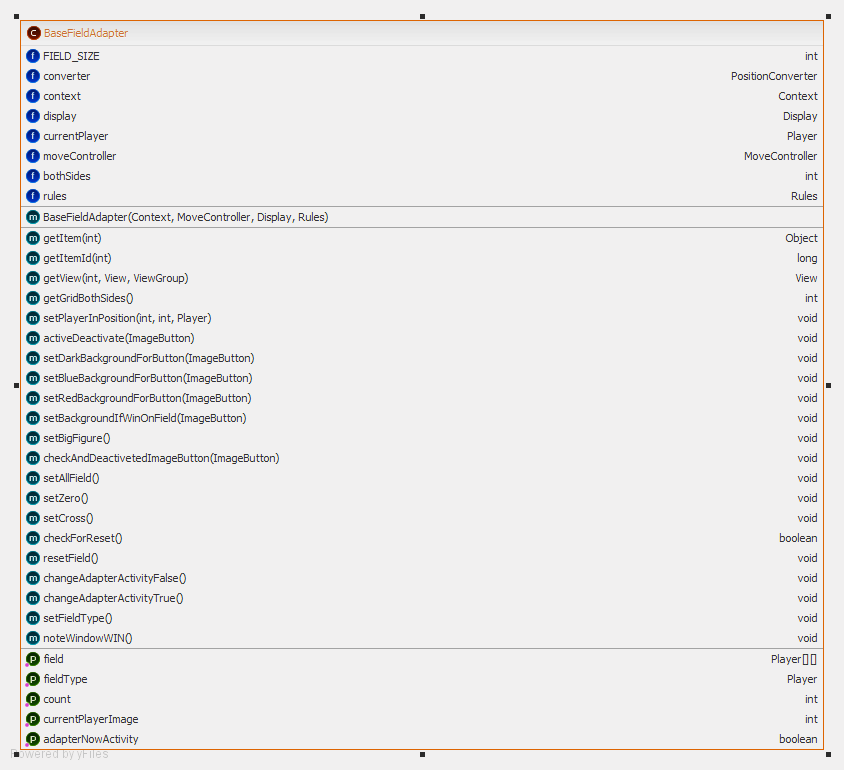 C BaseFieldAdapter
f FIELD_SIZE int
f converter PositionConverter
f context Context
f display Display
f currentPlayer Player
f moveController MoveController
f bothSides int
f rules Rules
m BaseFieldAdapter(Context, MoveController, Display, Rules)
m getItem(int) Object
m getItemId(int) long
m getView(int, View, ViewGroup) View
m getGridBothSides() int
m setPlayerInPosition(int, int, Player) void
m activeDeactivate(ImageButton) void
m setDarkBackgroundForButton(ImageButton) void
m setBlueBackgroundForButton(ImageButton) void
m setRedBackgroundForButton(ImageButton) void
m setBackgroundIfWinOnField(ImageButton) void
m setBigFigure() void
m checkAndDeactivetedImageButton(ImageButton) void
m setAllField() void
m setZero() void
m setCross() void
m checkForReset() boolean
m resetField() void
m changeAdapterActivityFalse() void
m changeAdapterActivityTrue() void
m setFieldType() void
m noteWindowWIN() void
p field Player[][]
p fieldType Player
p count int
p currentPlayerImage int
p adapterNowActivity boolean
Powered by yFiles